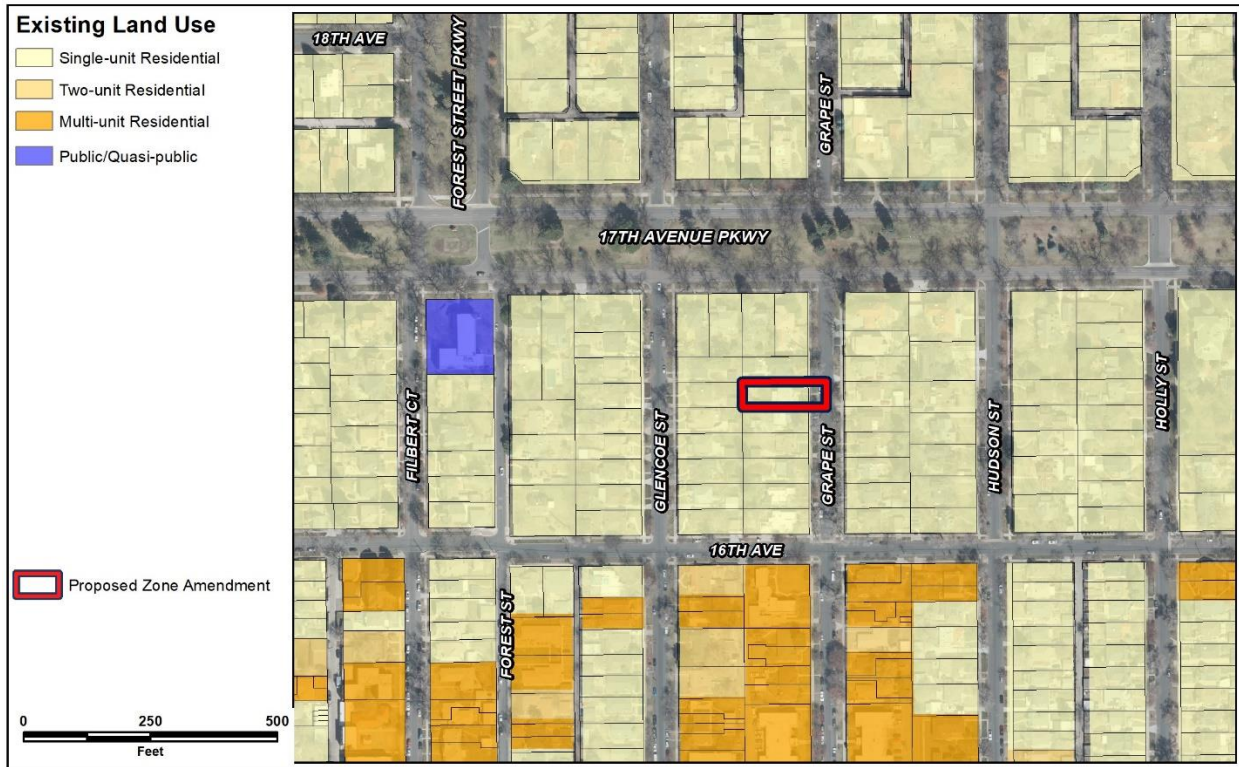 Existing Land Use
Single-unit Residential
Two-unit Residential
Multi-unit Residential
Public/Quasi-public
Proposed Zone Amendment
0 250 500
Feet
18TH AVE
FOREST STREET PKWY
GRAPE ST
17TH AVENUE PKWY
FILBERT CT
GLENCOE ST
GRAPE ST
HUDSON ST
HOLLY ST
16TH AVE
FOREST ST